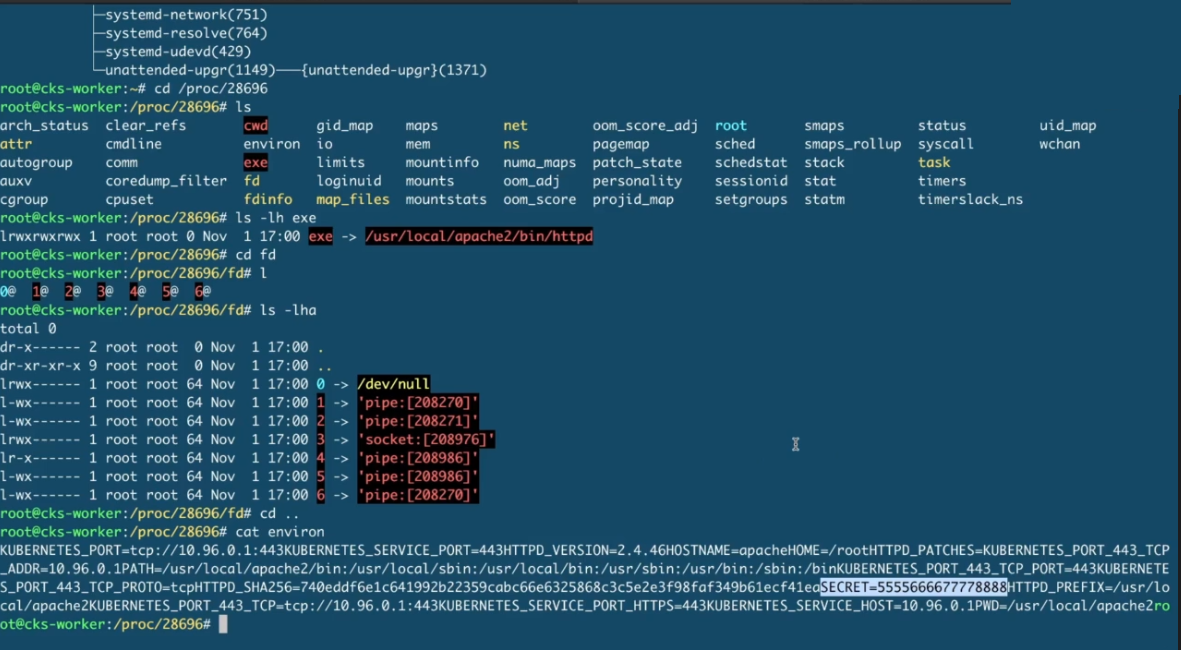 ├─systemd-network(751)
├─systemd-resolve(764)
├─systemd-udevd(429)
└─unattended-upgr(1149)───{unattended-upgr}(1371)
root@cks-worker:~# cd /proc/28696
root@cks-worker:/proc/28696# ls
arch_status clear_refs cwd gid_map maps net oom_score_adj root smaps status uid_map
attr cmdline environ io mem ns pagemap sched smaps_rollup syscall wchan
autogroup comm exe limits mountinfo numa_maps patch_state schedstat stack task
auxv coredump_filter fd loginuid mounts oom_adj personality sessionid stat timers
cgroup cpuset fdinfo map_files mountstats oom_score projid_map setgroups statm timerslack_ns
root@cks-worker:/proc/28696# ls -lh exe
lrwxrwxrwx 1 root root 0 Nov 1 17:00 exe -> /usr/local/apache2/bin/httpd
root@cks-worker:/proc/28696# cd fd
root@cks-worker:/proc/28696/fd# l
0@ 1@ 2@ 3@ 4@ 5@ 6@
root@cks-worker:/proc/28696/fd# ls -lha
total 0
dr-x------ 2 root root 0 Nov 1 17:00 .
dr-xr-xr-x 9 root root 0 Nov 1 17:00 ..
lrwx------ 1 root root 64 Nov 1 17:00 0 -> /dev/null
l-wx------ 1 root root 64 Nov 1 17:00 1 -> 'pipe:[208270]'
l-wx------ 1 root root 64 Nov 1 17:00 2 -> 'pipe:[208271]'
lrwx------ 1 root root 64 Nov 1 17:00 3 -> 'socket:[208976]'
lr-x------ 1 root root 64 Nov 1 17:00 4 -> 'pipe:[208986]'
l-wx------ 1 root root 64 Nov 1 17:00 5 -> 'pipe:[208986]'
l-wx------ 1 root root 64 Nov 1 17:00 6 -> 'pipe:[208270]'
root@cks-worker:/proc/28696/fd# cd ..
root@cks-worker:/proc/28696# cat environ
KUBERNETES_PORT=tcp://10.96.0.1:443KUBERNETES_SERVICE_PORT=443HTTPD_VERSION=2.4.46HOSTNAME=apacheHOME=/rootHTTPD_PATCHES=KUBERNETES_PORT_443_TCP
_ADDR=10.96.0.1PATH=/usr/local/apache2/bin:/usr/local/sbin:/usr/local/bin:/usr/sbin:/usr/bin:/sbin:/binKUBERNETES_PORT_443_TCP_PORT=443KUBERNETE
S_PORT_443_TCP_PROTO=tcpHTTPD_SHA256=740eddf6e1c641992b22359cabc66e6325868c3c5e2e3f98faf349b61ecf41eaSECRET=5555666677778888HTTPD_PREFIX=/usr/lo
cal/apache2KUBERNETES_PORT_443_TCP=tcp://10.96.0.1:443KUBERNETES_SERVICE_PORT_HTTPS=443KUBERNETES_SERVICE_HOST=10.96.0.1PWD=/usr/local/apache2ro
ot@cks-worker:/proc/28696#